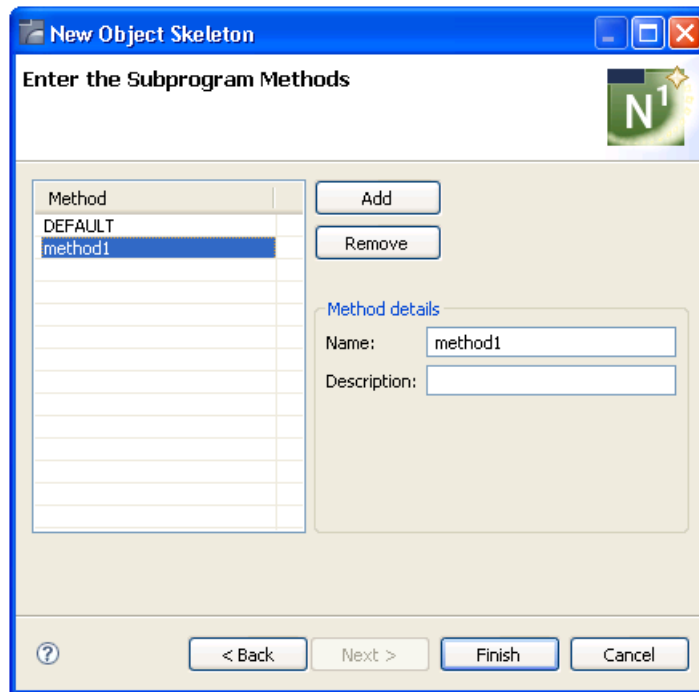 New Object Skeleton
Enter the Subprogram Methods
N1
Method
DEFAULT
method1
Add
Remove
Method details
Name: method1
Description:
?
< Back Next > Finish Cancel